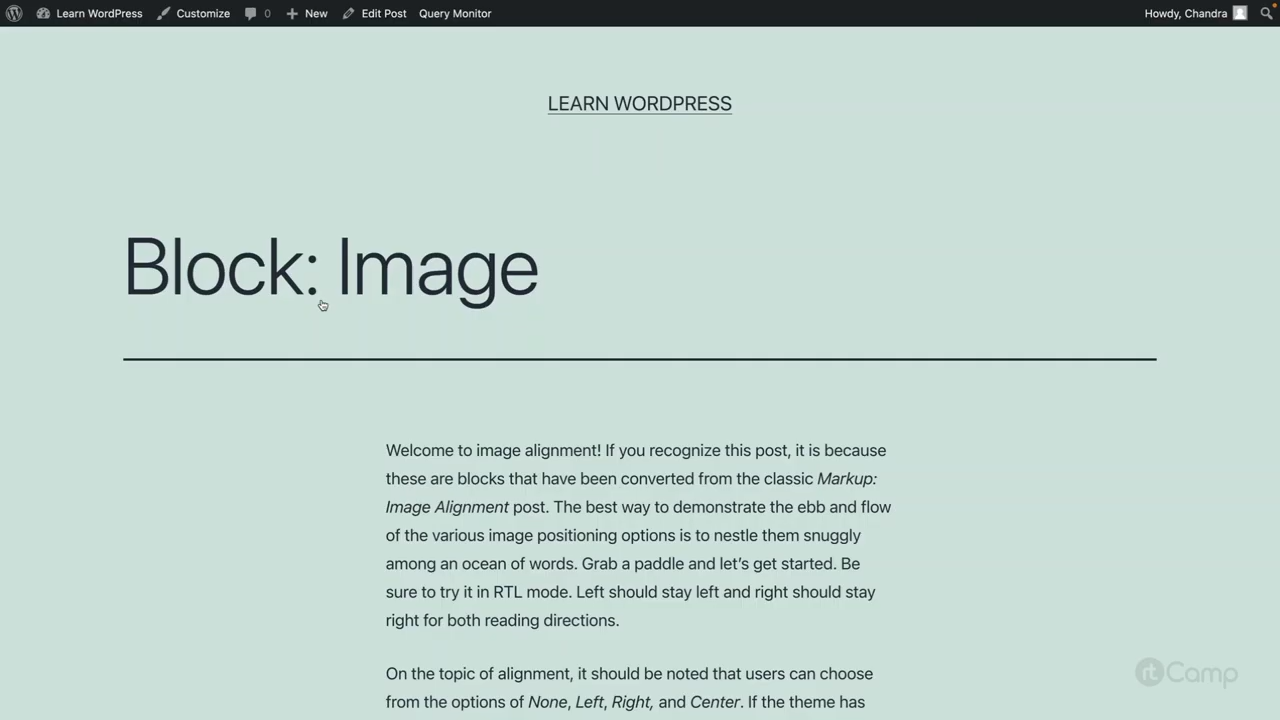 Learn WordPress Customize 0 New Edit Post Query Monitor Howdy, Chandra
LEARN WORDPRESS
Block: Image
Welcome to image alignment! If you recognize this post, it is because
these are blocks that have been converted from the classic Markup:
Image Alignment post. The best way to demonstrate the ebb and flow
of the various image positioning options is to nestle them snuggly
among an ocean of words. Grab a paddle and let’s get started. Be
sure to try it in RTL mode. Left should stay left and right should stay
right for both reading directions.
On the topic of alignment, it should be noted that users can choose
from the options of None, Left, Right, and Center. If the theme has
rtCamp